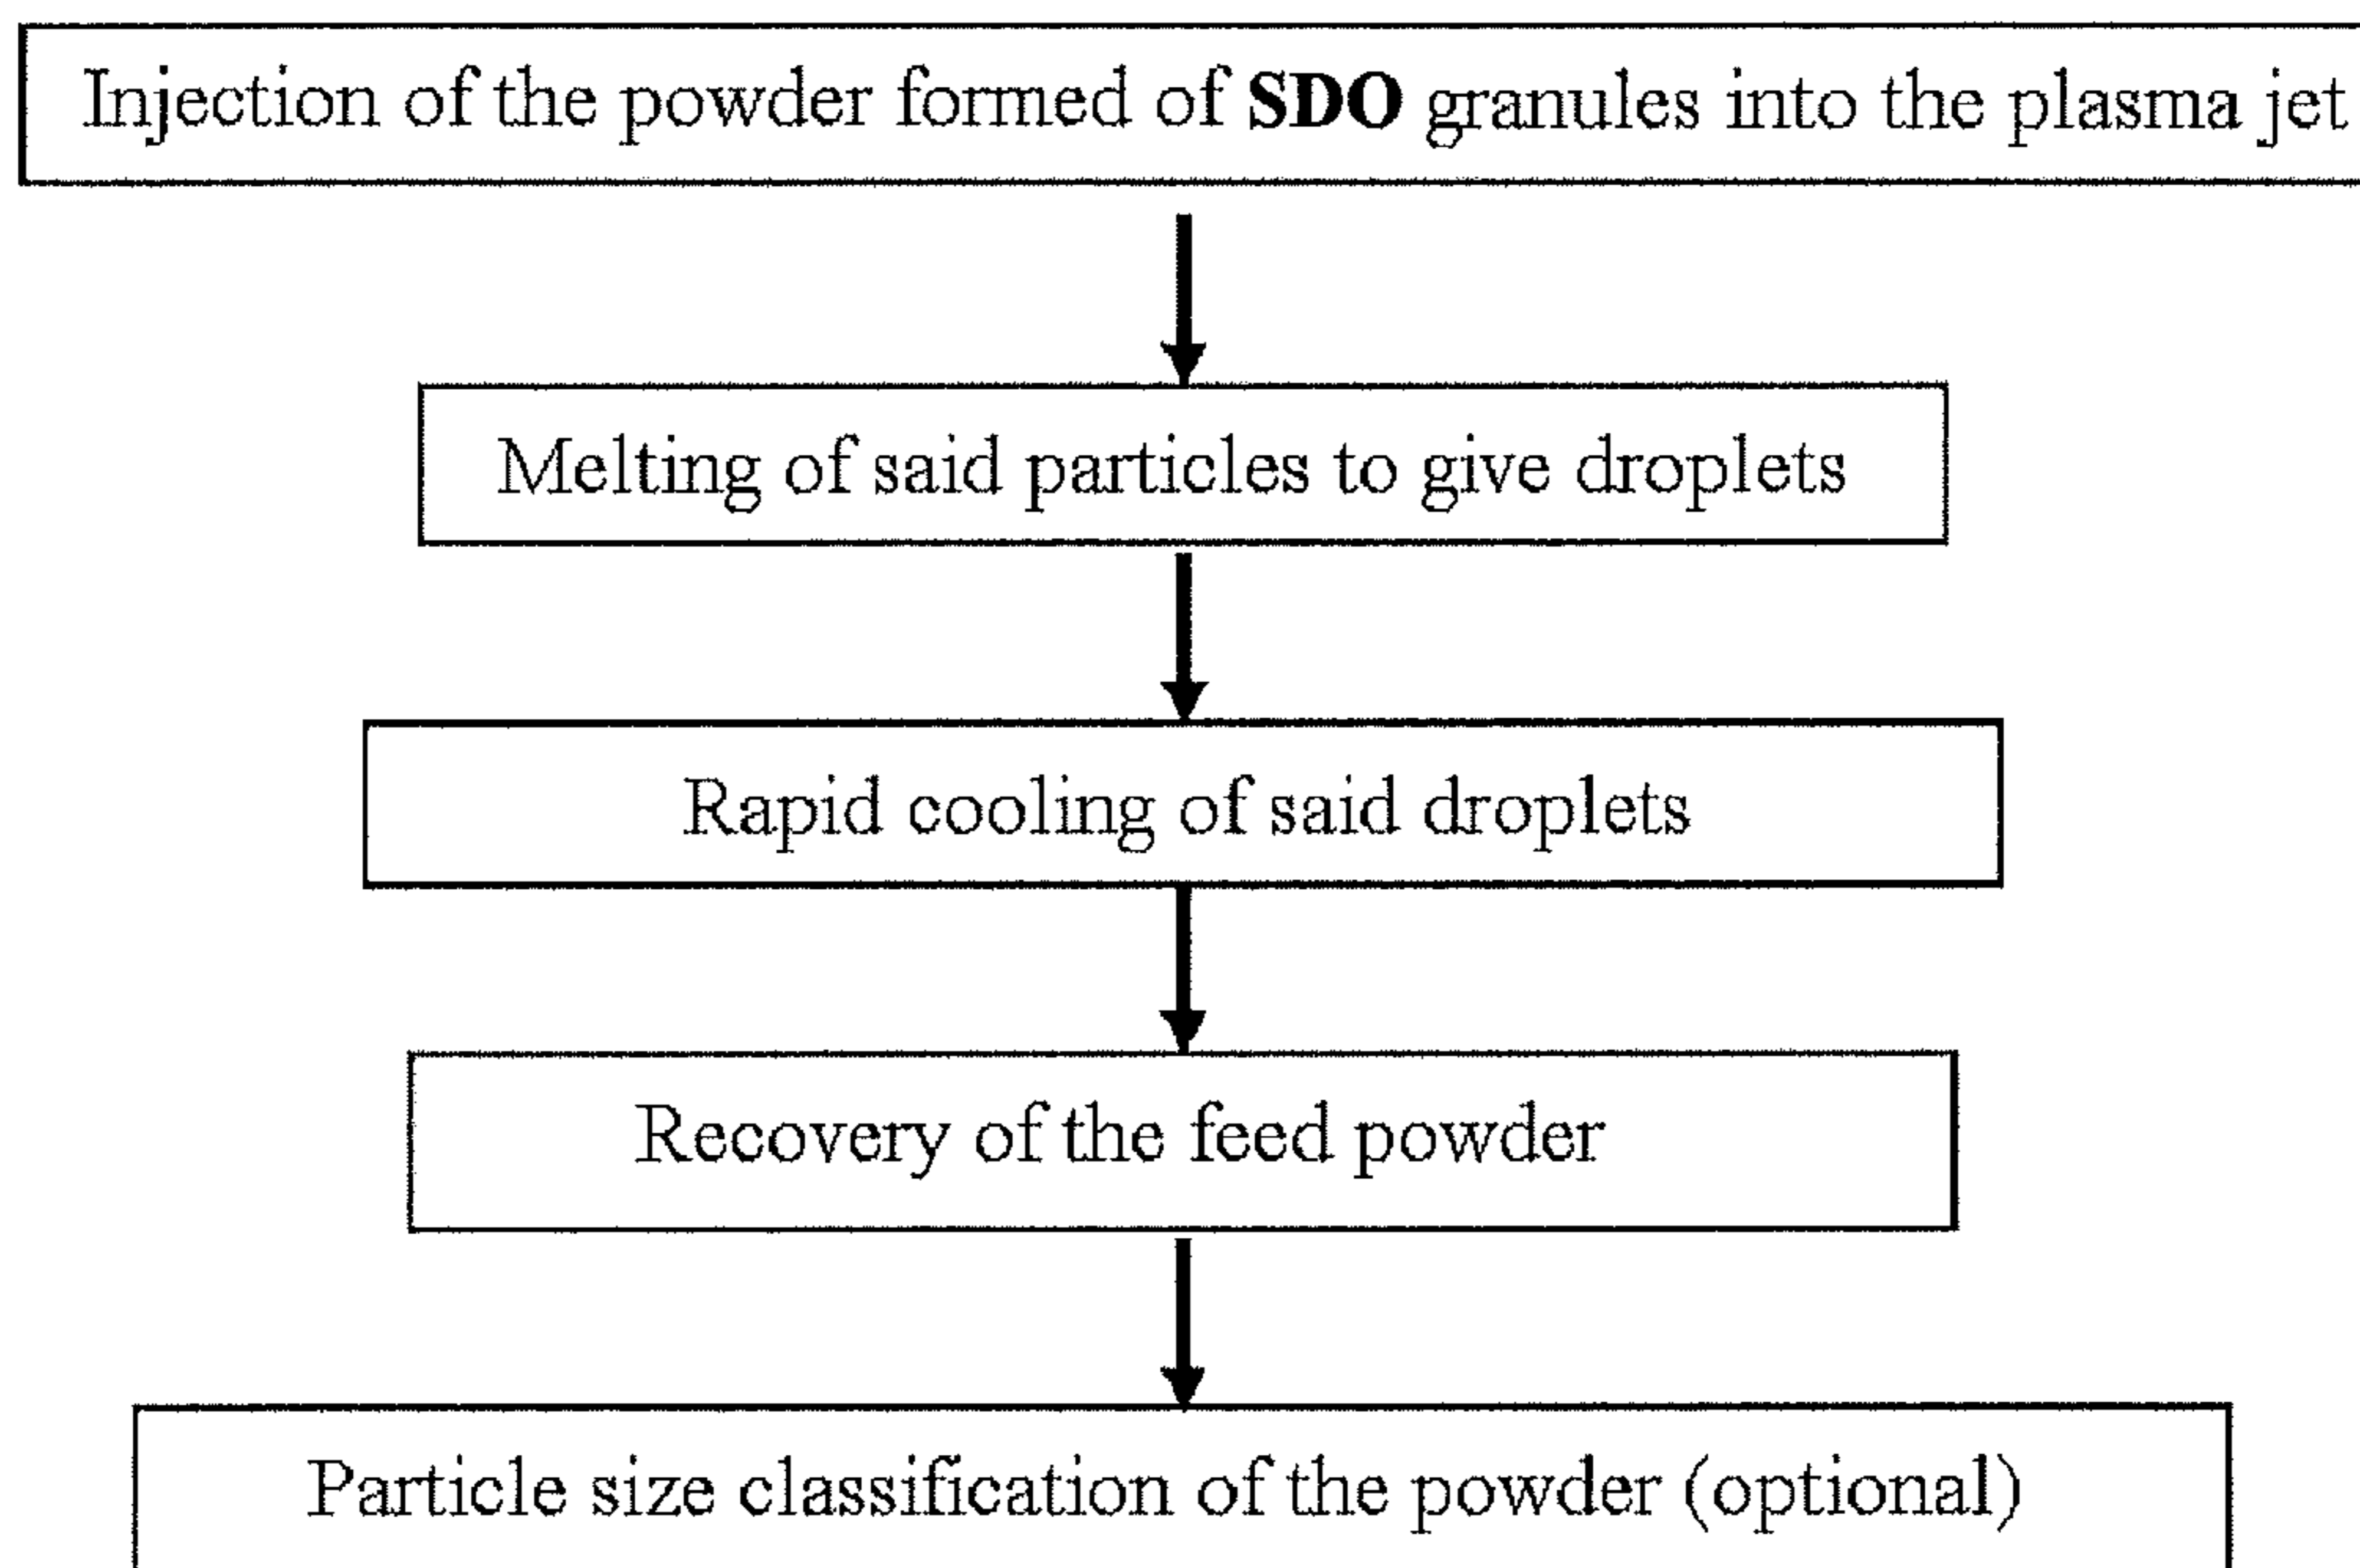 Injection of the powder formed of SDO granules into the plasma jet
Melting of said particles to give droplets
Rapid cooling of said droplets
Recovery of the feed powder
Particle size classification of the powder (optional)